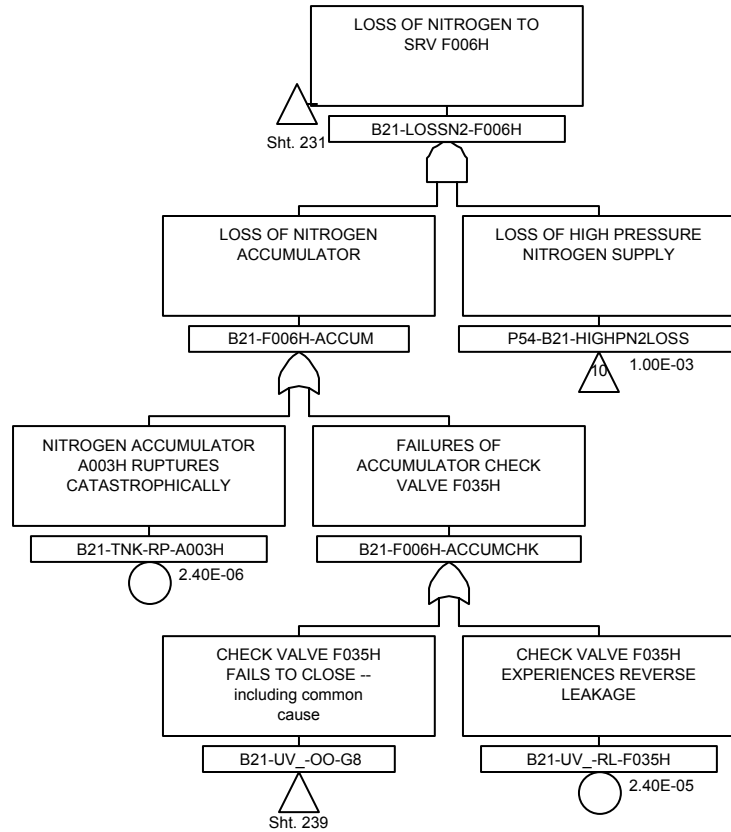 LOSS OF NITROGEN TO
SRV F006H
Sht. 231
B21-LOSSN2-F006H
LOSS OF NITROGEN
ACCUMULATOR
B21-F006H-ACCUM
LOSS OF HIGH PRESSURE
NITROGEN SUPPLY
P54-B21-HIGHPN2LOSS
10
1.00E-03
NITROGEN ACCUMULATOR
A003H RUPTURES
CATASTROPHICALLY
B21-TNK-RP-A003H
2.40E-06
FAILURES OF
ACCUMULATOR CHECK
VALVE F035H
B21-F006H-ACCUMCHK
CHECK VALVE F035H
FAILS TO CLOSE --
including common
cause
B21-UV_-OO-G8
Sht. 239
CHECK VALVE F035H
EXPERIENCES REVERSE
LEAKAGE
B21-UV_-RL-F035H
2.40E-05